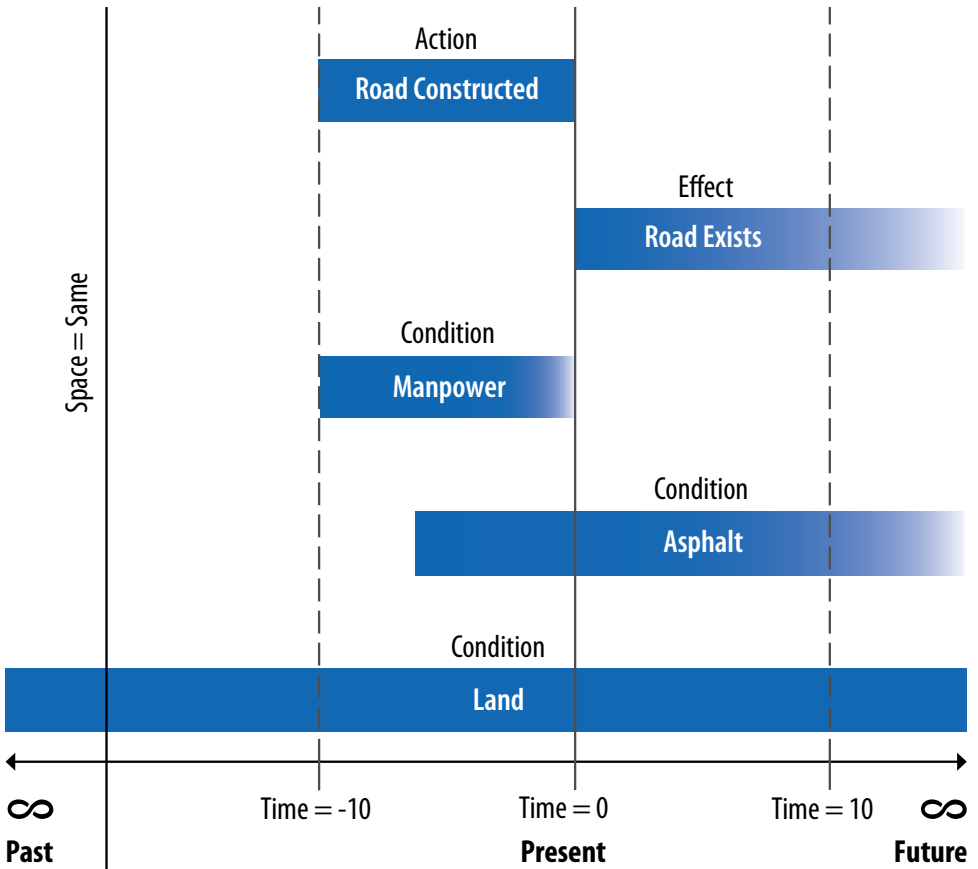 Action
Road Constructed
Effect
Road Exists
Space = Same
Condition
Manpower
Condition
Asphalt
Condition
Land
∞ Time = -10 Time = 0 Time = 10 ∞
Past Present Future